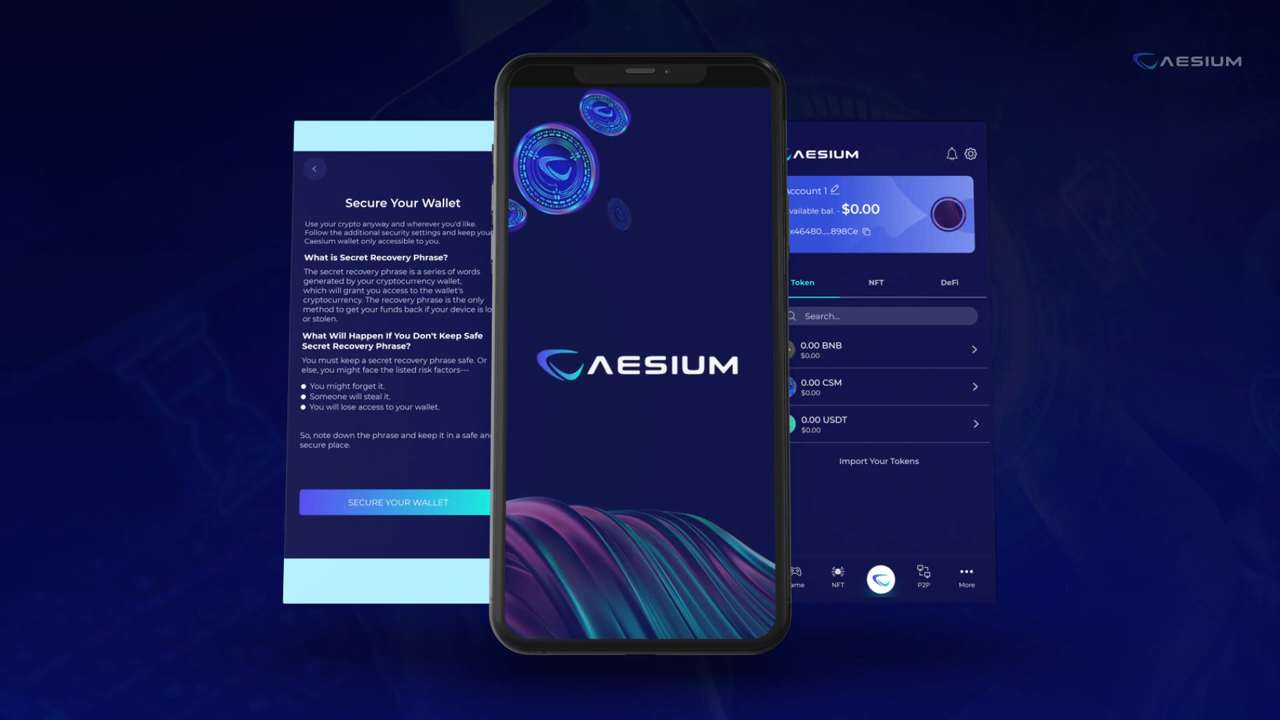 CAESIUM
Secure Your Wallet
Use your crypto anyway and wherever you'd like.
Follow the additional security settings and keep you
Caesium wallet only accessible to you.
What is Secret Recovery Phrase?
The secret recovery phrase is a series of words
generated by your cryptocurrency wallet,
which will grant you access to the wallet's
cryptocurrency. The recovery phrase is the only
method to get your funds back if your device is lo
or stolen.
What Will Happen If You Don't Keep Safe
Secret Recovery Phrase?
You must keep a secret recovery phrase safe. Or
else, you might face the listed risk factors---
You might forget it.
Someone will steal it.
You will lose access to your wallet.
So, note down the phrase and keep it in a safe and
secure place.
SECURE YOUR WALLET
CAESIUM
CAESIUM
ccount 1
vailable bal. - $0.00
x46480....898Ce
Token NFT DeFi
Search...
0.00 BNB
$0.00
0.00 CSM
$0.00
0.00 USDT
$0.00
Import Your Tokens
ame NFT P2P More